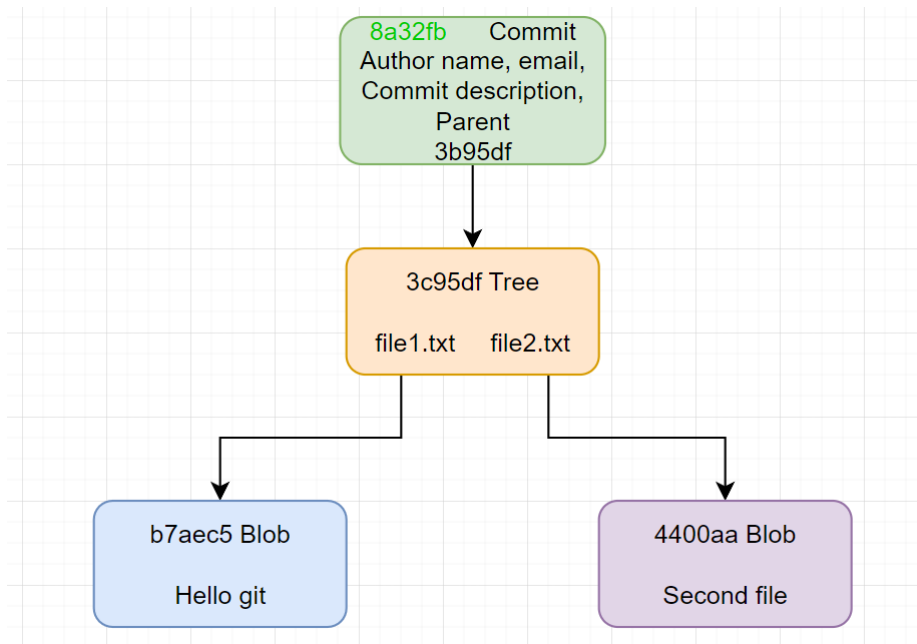 8a32fb Commit
Author name, email,
Commit description,
Parent
3b95df
3c95df Tree
file1.txt file2.txt
b7aec5 Blob
Hello git
4400aa Blob
Second file